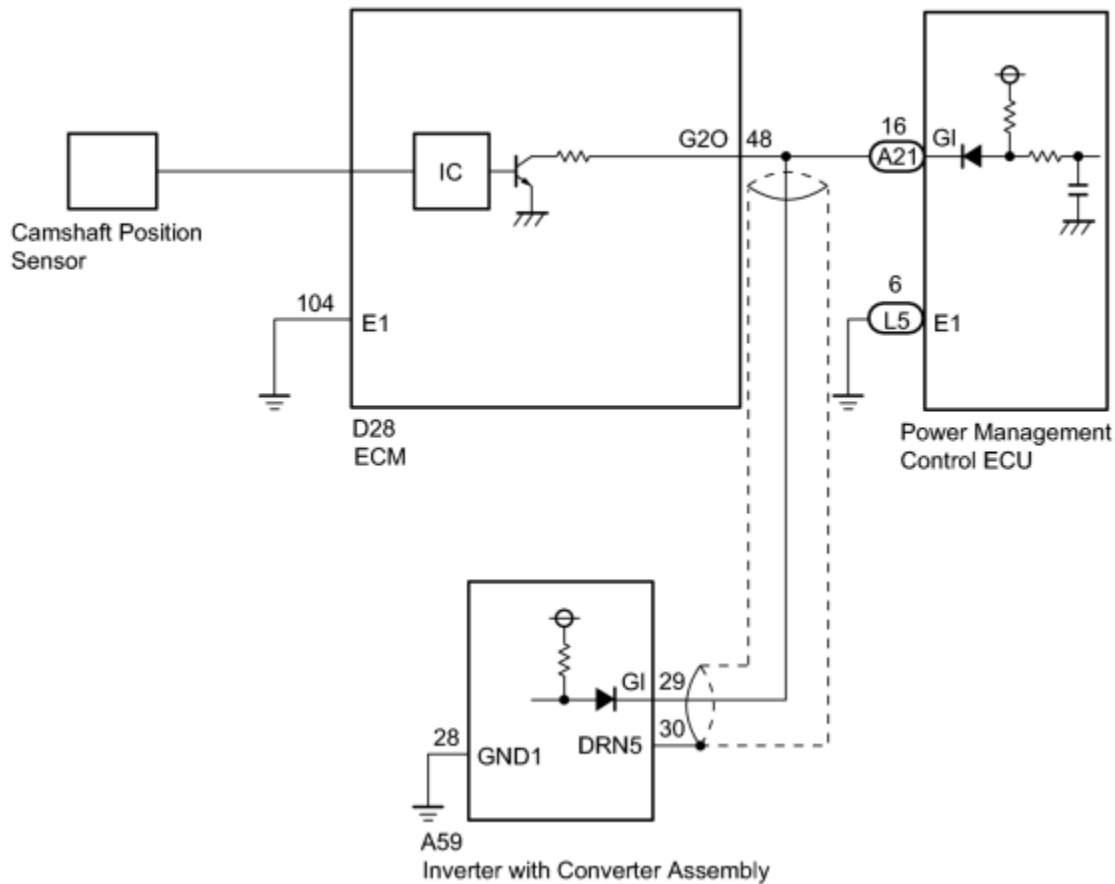 G2O
48
16
A21
GI
IC
Camshaft Position
Sensor
104
E1
6
L5
E1
D28
ECM
Power Management
Control ECU
GI
29
30
28
GND1
DRN5
A59
Inverter with Converter Assembly